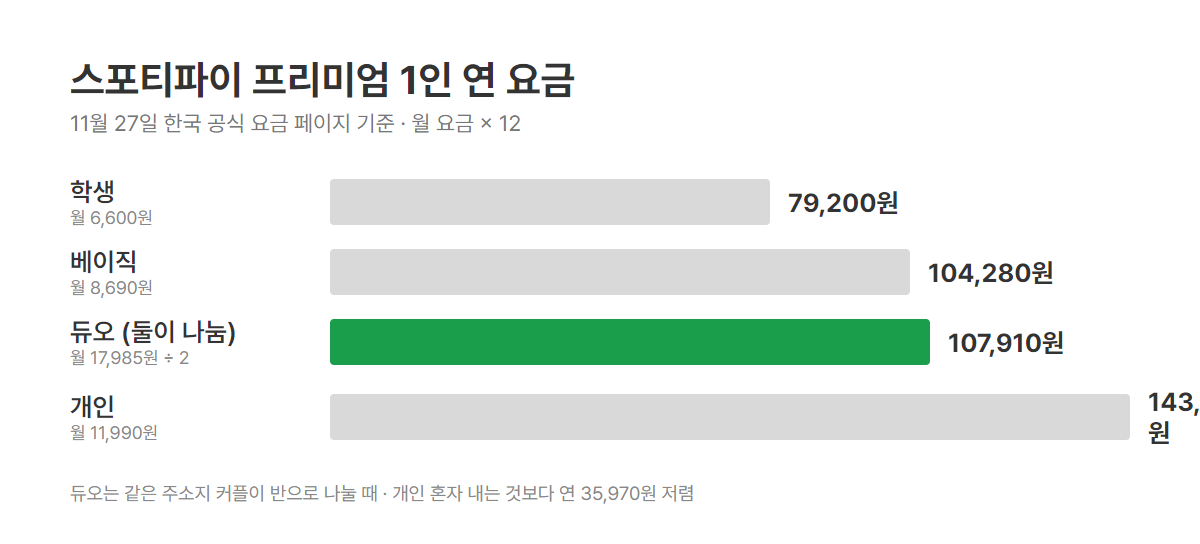 스포티파이 프리미엄 1인 연 요금
11월 27일 한국 공식 요금 페이지 기준 · 월 요금 × 12
학생
월 6,600원
79,200원
베이직
월 8,690원
104,280원
듀오 (둘이 나눔)
월 17,985원 ÷ 2
107,910원
개인
월 11,990원
143,
원
듀오는 같은 주소지 커플이 반으로 나눌 때 · 개인 혼자 내는 것보다 연 35,970원 저렴